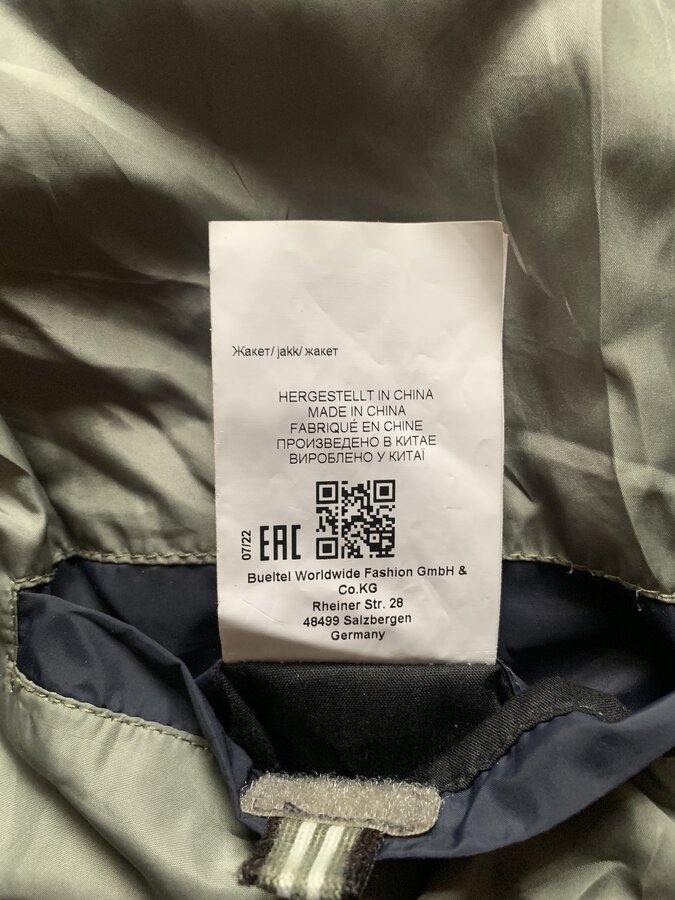 Жакет/ jakk/ жакет
HERGESTELLT IN CHINA
MADE IN CHINA
FABRIQUÉ EN CHINE
ПРОИЗВЕДЕНО В КИТАЕ
ВИРОБЛЕНО У КИТАЇ
07/22
EAC
Bueltel Worldwide Fashion GmbH &
Co.KG
Rheiner Str. 28
48499 Salzbergen
Germany